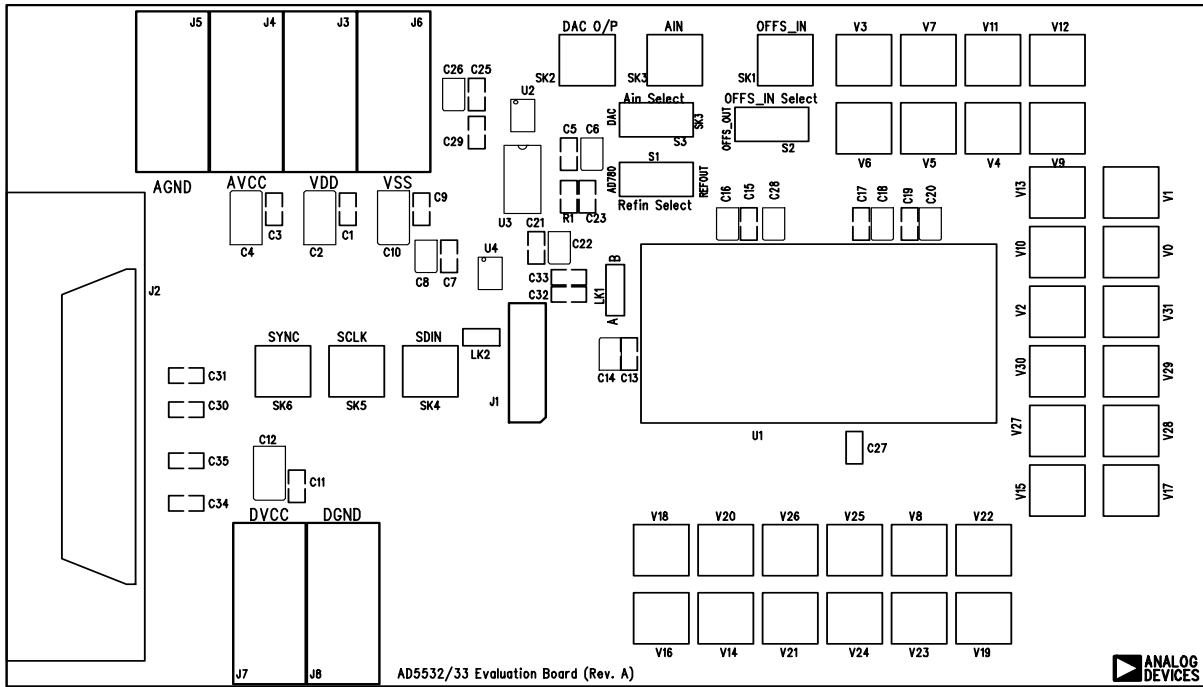 J5 J4 J3 J6
DAC O/P AIN OFFS_IN V3 V7 V11 V12
C26 C25
U2
SK2 SK3 SK1
Ain Select OFFS_IN Select
DAC SK3 OFFS_OUT
S3 S2
C29 C5 C6
S1
AD780 REFOUT
Refin Select
V6 V5 V4 V9
AGND AVCC VDD VSS
V13 V1
C9 U3 R1 C23 C16 C15 C28 C17 C18 C19 C20
C4 C3 C2 C1 C10
C21 C22
C8 C7 U4
V10 V0
C33 LK1 B
C32 A
J2
V2 V31
SYNC SCLK SDIN
LK2
C14 C13
V30 V29
C31
C30
SK6 SK5 SK4 J1
U1
C27
V27 V28
C12
C35
C11
C34
V15 V17
DVCC DGND
V18 V20 V26 V25 V8 V22
V16 V14 V21 V24 V23 V19
J7 J8 AD5532/33 Evaluation Board (Rev. A)
ANALOG
DEVICES